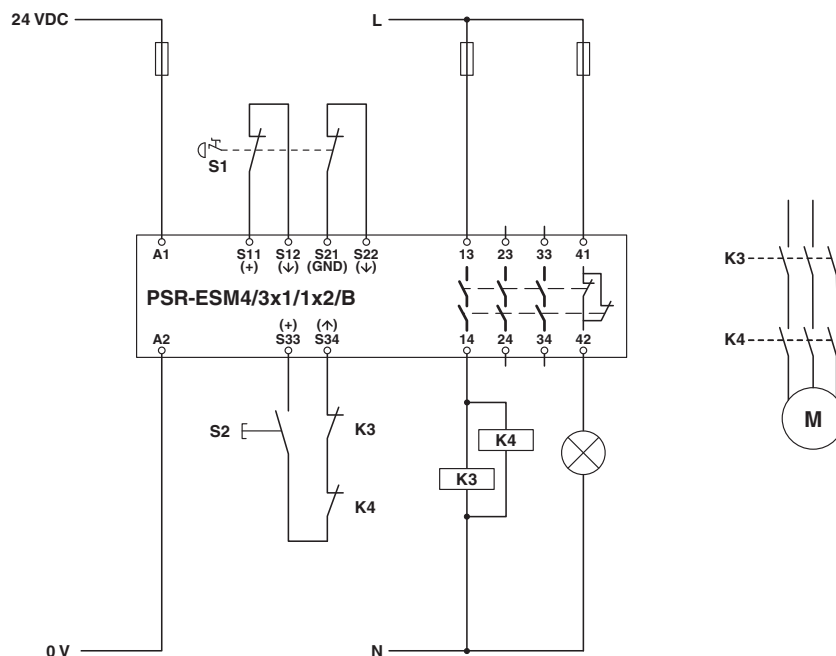 24 VDC
L
S1
A1
S11
(+)
S12
(↓)
S21
(GND)
S22
(↓)
13
23
33
41
PSR-ESM4/3x1/1x2/B
A2
(+)
S33
(↑)
S34
14
24
34
42
S2
K3
K4
K4
K3
0 V
N
K3
K4
M